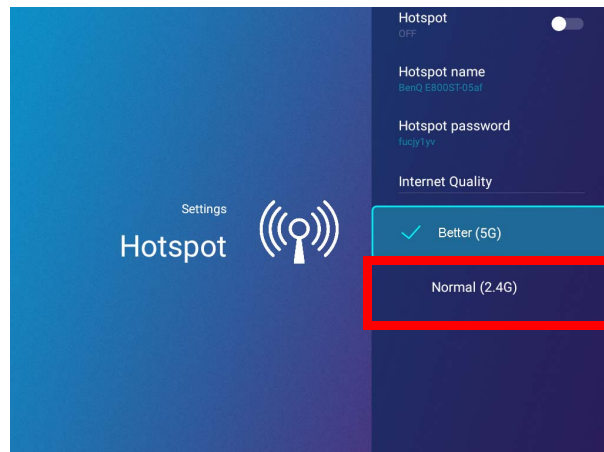 Hotspot
OFF
Hotspot name
BenQ E800ST-05af
Hotspot password
fucjy1yv
Internet Quality
Settings
Hotspot
Better (5G)
Normal (2.4G)